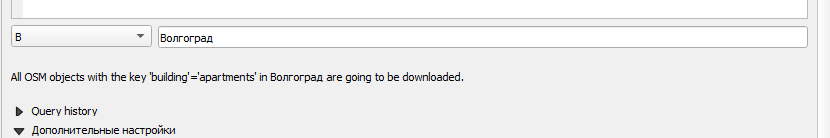 В
Волгоград
All OSM objects with the key 'building'='apartments' in Волгоград are going to be downloaded.
Query history
Дополнительные настройки